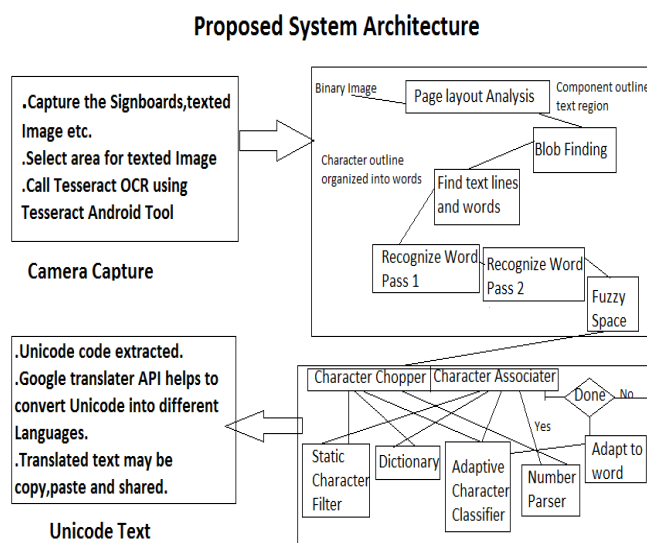 Proposed System Architecture
.Capture the Signboards,texted
Image etc.
.Select area for texted Image
.Call Tesseract OCR using
Tesseract Android Tool
Camera Capture
Binary Image
Page layout Analysis
Component outline
text region
Blob Finding
Character outline
organized into words
Find text lines
and words
Recognize Word
Pass 1
Recognize Word
Pass 2
Fuzzy
Space
Character Chopper
Character Associater
Done
No
Yes
Static
Character
Filter
Dictionary
Adaptive
Character
Classifier
Number
Parser
Adapt to
word
.Unicode code extracted.
.Google translater API helps to
convert Unicode into different
Languages.
.Translated text may be
copy,paste and shared.
Unicode Text